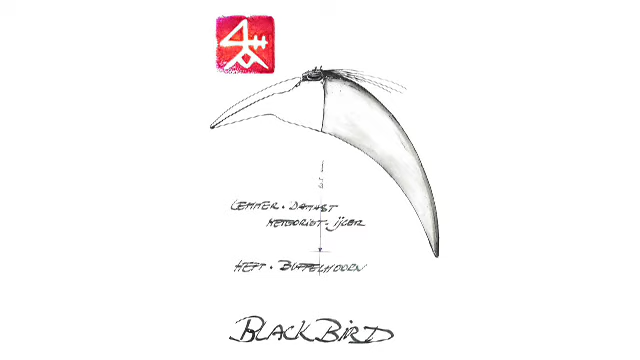 LEMMER · DAMAST
METEORIET - IJZER
HEFT · BUFFELHOORN
BLACKBIRD